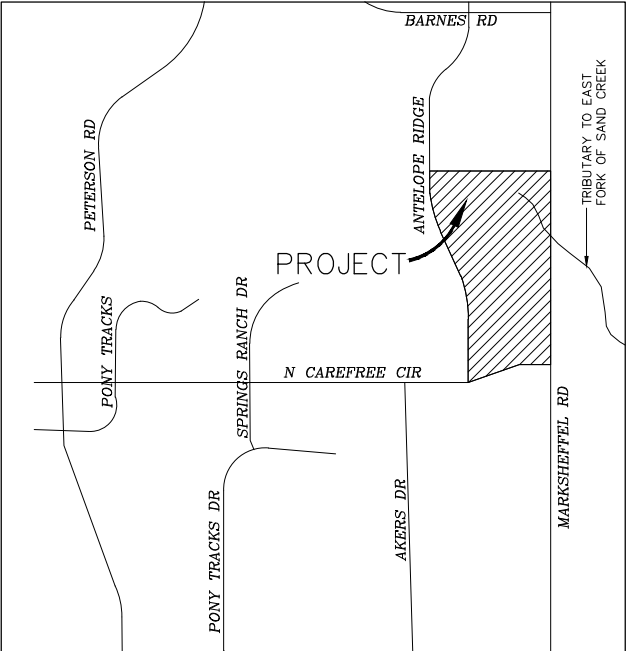 BARNES RD
TRIBUTARY TO EAST
FORK OF SAND CREEK
ANTELOPE RIDGE
PETERSON RD
PROJECT
PONY TRACKS
SPRINGS RANCH DR
N CAREFREE CIR
MARKSHEFFEL RD
AKERS DR
PONY TRACKS DR